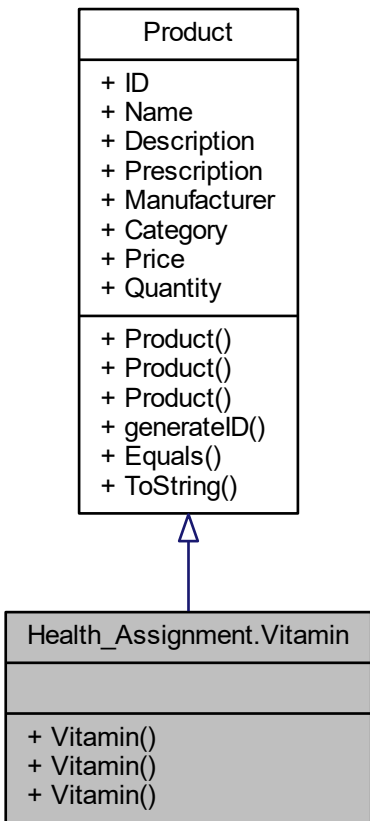 Product
+ ID
+ Name
+ Description
+ Prescription
+ Manufacturer
+ Category
+ Price
+ Quantity
+ Product()
+ Product()
+ Product()
+ generateID()
+ Equals()
+ ToString()
Health_Assignment.Vitamin
+ Vitamin()
+ Vitamin()
+ Vitamin()